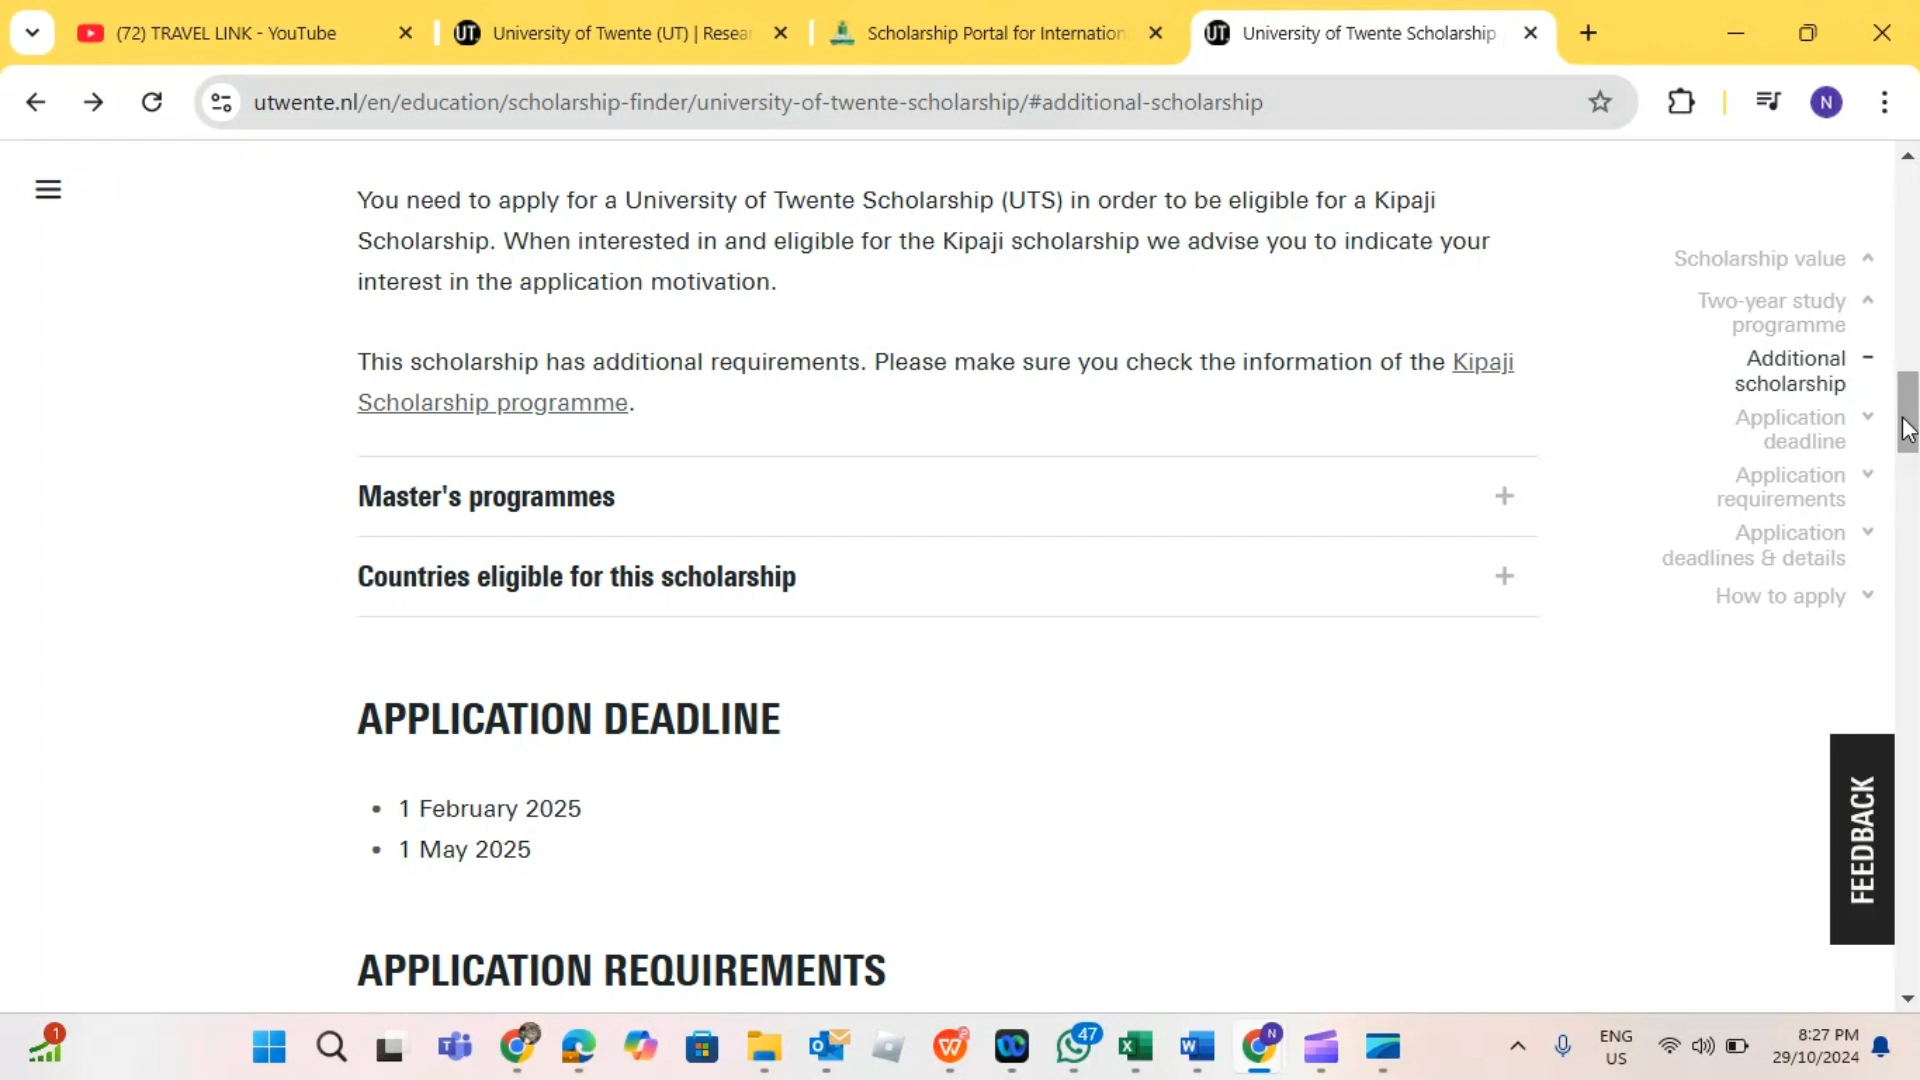 (72) TRAVEL LINK - YouTube
University of Twente (UT) | Resear
Scholarship Portal for Internation
University of Twente Scholarship
utwente.nl/en/education/scholarship-finder/university-of-twente-scholarship/#additional-scholarship
N
You need to apply for a University of Twente Scholarship (UTS) in order to be eligible for a Kipaji
Scholarship. When interested in and eligible for the Kipaji scholarship we advise you to indicate your
interest in the application motivation.
This scholarship has additional requirements. Please make sure you check the information of the Kipaji
Scholarship programme.
Master's programmes
Countries eligible for this scholarship
APPLICATION DEADLINE
• 1 February 2025
• 1 May 2025
APPLICATION REQUIREMENTS
Scholarship value
Two-year study
programme
Additional
scholarship
Application
deadline
Application
requirements
Application
deadlines & details
How to apply
FEEDBACK
1
47
N
ENG
US
8:27 PM
29/10/2024